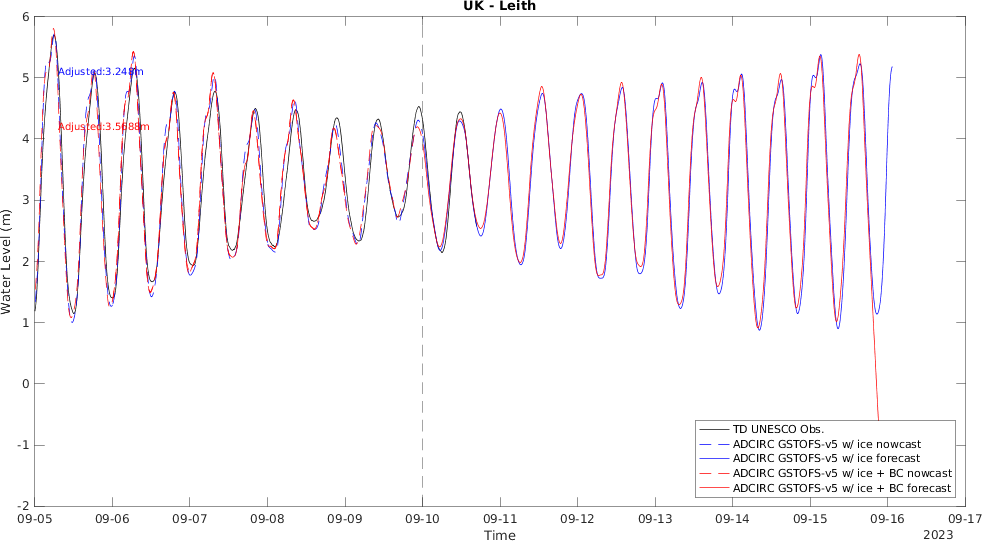 UK - Leith
6
5
4
3
2
1
0
-1
-2
Water Level (m)
Adjusted:3.248m
Adjusted:3.5688m
TD UNESCO Obs.
ADCIRC GSTOFS-v5 w/ ice nowcast
ADCIRC GSTOFS-v5 w/ ice forecast
ADCIRC GSTOFS-v5 w/ ice + BC nowcast
ADCIRC GSTOFS-v5 w/ ice + BC forecast
09-05 09-06 09-07 09-08 09-09 09-10 09-11 09-12 09-13 09-14 09-15 09-16 09-17
Time
2023